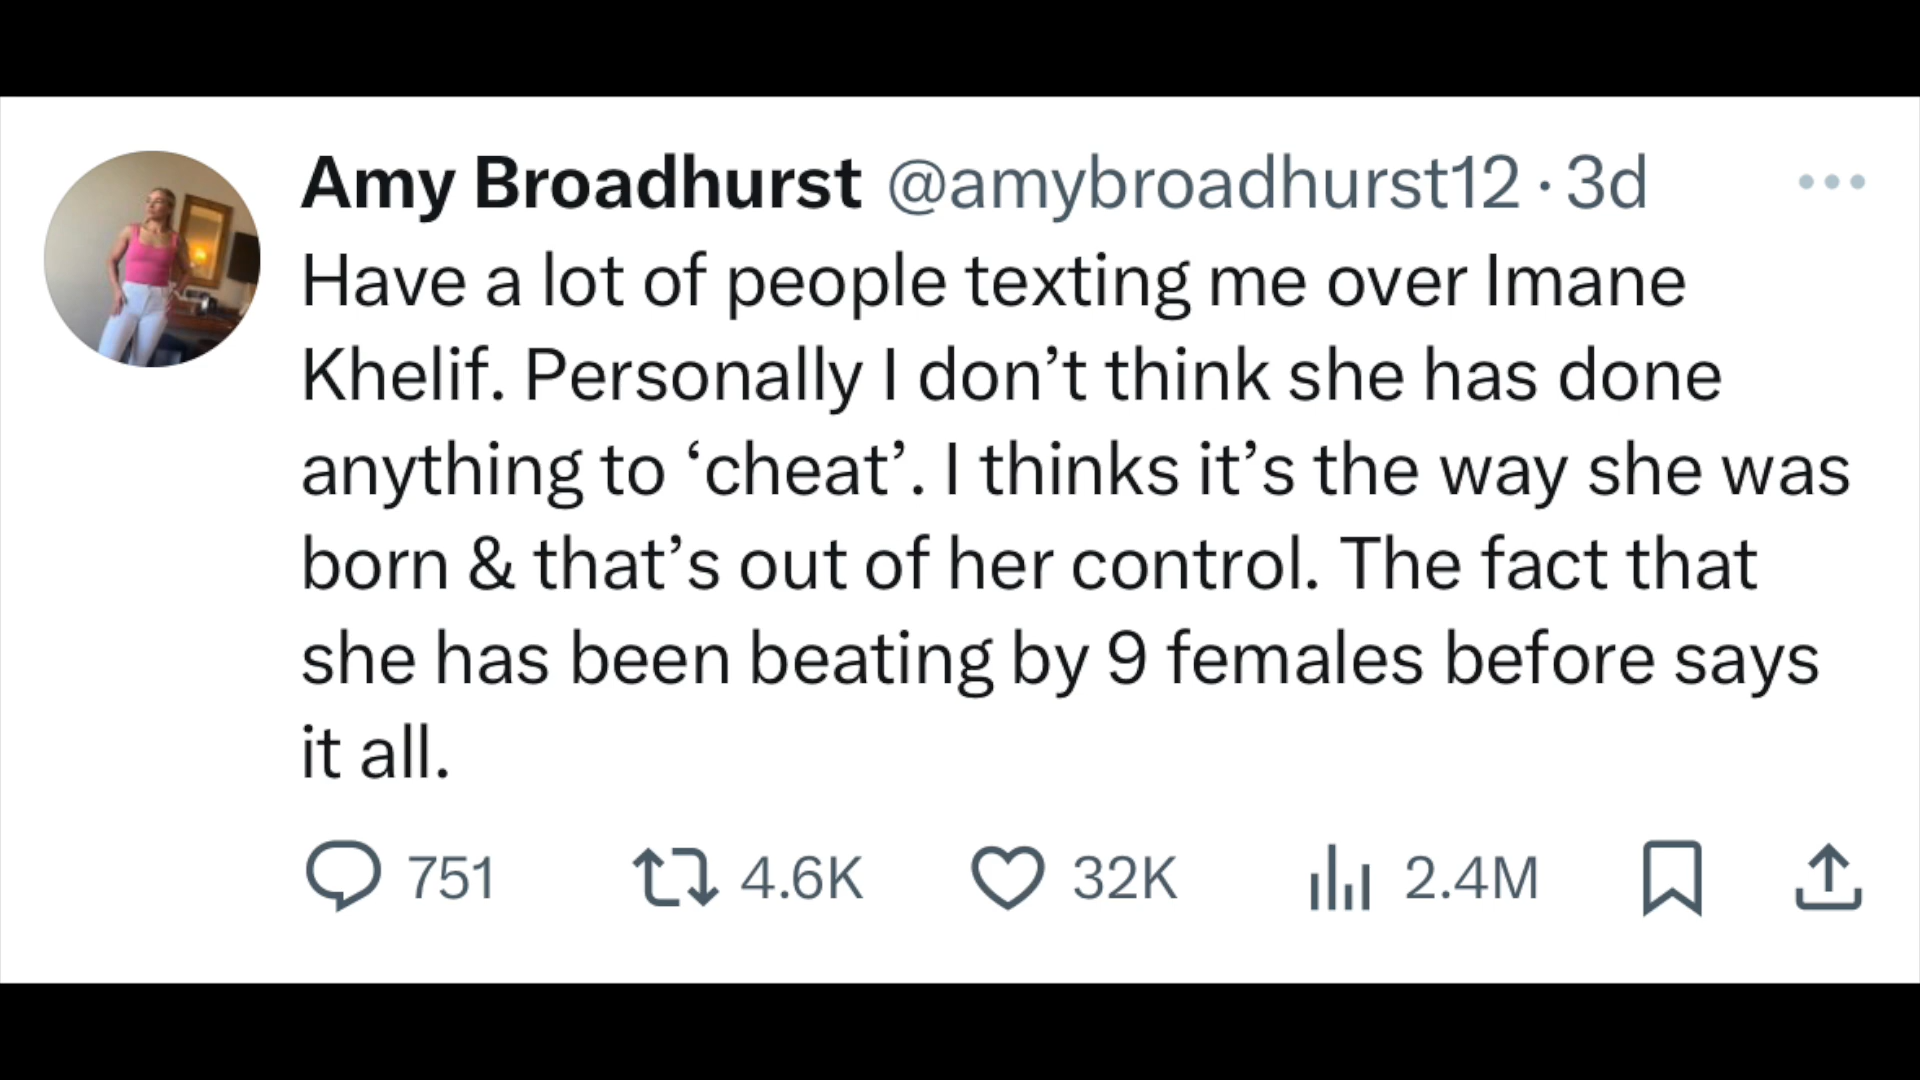 Amy Broadhurst @amybroadhurst12 · 3d
Have a lot of people texting me over Imane
Khelif. Personally I don’t think she has done
anything to ‘cheat’. I thinks it’s the way she was
born & that’s out of her control. The fact that
she has been beating by 9 females before says
it all.
751 4.6K 32K 2.4M